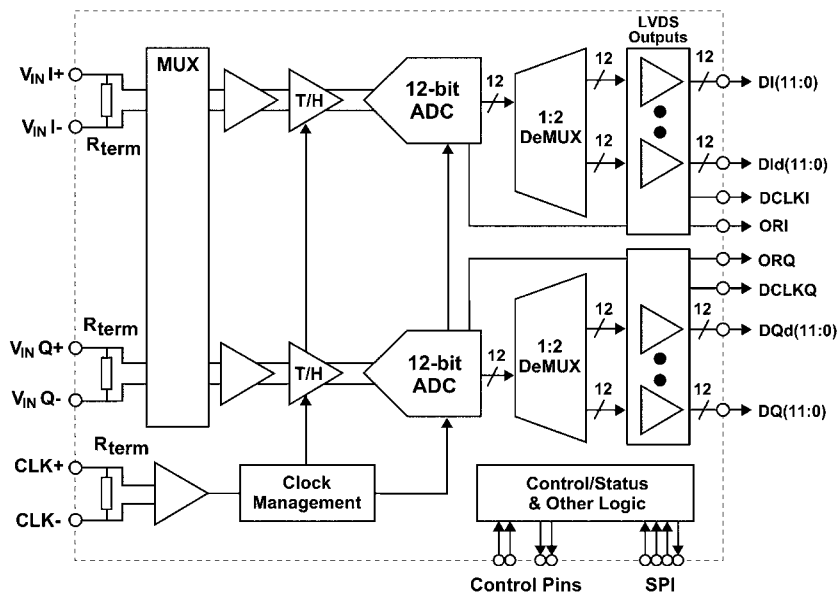 LVDS
Outputs
V_IN I+
V_IN I-
R_term
MUX
T/H
12-bit
ADC
12
1:2
DeMUX
12
12
12
12
DI(11:0)
DId(11:0)
DCLKI
ORI
ORQ
DCLKQ
DQd(11:0)
DQ(11:0)
R_term
V_IN Q+
V_IN Q-
T/H
12-bit
ADC
12
1:2
DeMUX
12
12
12
12
R_term
CLK+
CLK-
Clock
Management
Control/Status
& Other Logic
Control Pins
SPI